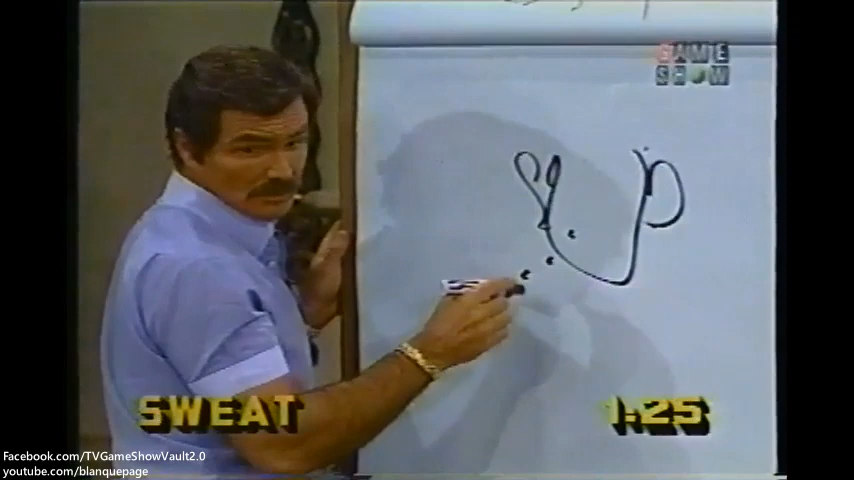 GAME
SHOW
SWEAT 1:25
Facebook.com/TVGameShowVault2.0
youtube.com/blanquepage